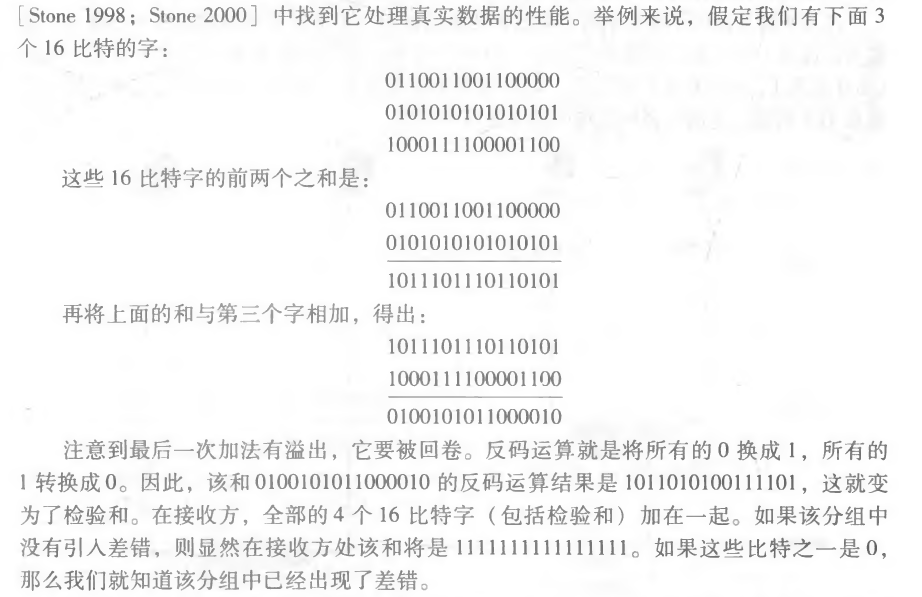 ［Stone 1998；Stone 2000］中找到它处理真实数据的性能。举例来说，假定我们有下面 3
个 16 比特的字：
0110011001100000
0101010101010101
1000111100001100
这些 16 比特字的前两个之和是：
0110011001100000
0101010101010101
1011101110110101
再将上面的和与第三个字相加，得出：
1011101110110101
1000111100001100
0100101011000010
注意到最后一次加法有溢出，它要被回卷。反码运算就是将所有的 0 换成 1，所有的
1 转换成 0。因此，该和 0100101011000010 的反码运算结果是 1011010100111101，这就变
为了检验和。在接收方，全部的 4 个 16 比特字（包括检验和）加在一起。如果该分组中
没有引入差错，则显然在接收方处该和将是 1111111111111111。如果这些比特之一是 0，
那么我们就知道该分组中已经出现了差错。